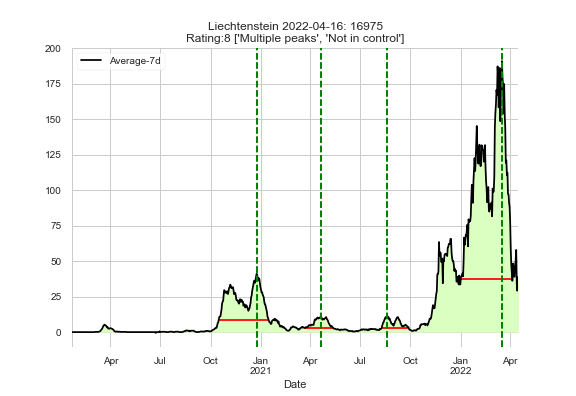 Liechtenstein 2022-04-16: 16975
Rating:8 ['Multiple peaks', 'Not in control']
200
Average-7d
175
150
125
100
75
50
25
0
Apr Jul Oct Jan Apr Jul Oct Jan Apr
2021 2022
Date